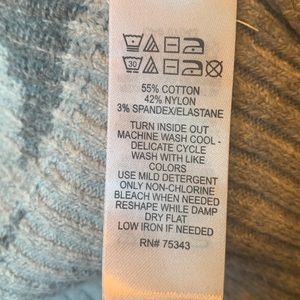 30
55% COTTON
42% NYLON
3% SPANDEX/ELASTANE
TURN INSIDE OUT
MACHINE WASH COOL -
DELICATE CYCLE
WASH WITH LIKE
COLORS
USE MILD DETERGENT
ONLY NON-CHLORINE
BLEACH WHEN NEEDED
RESHAPE WHILE DAMP
DRY FLAT
LOW IRON IF NEEDED
RN# 75343